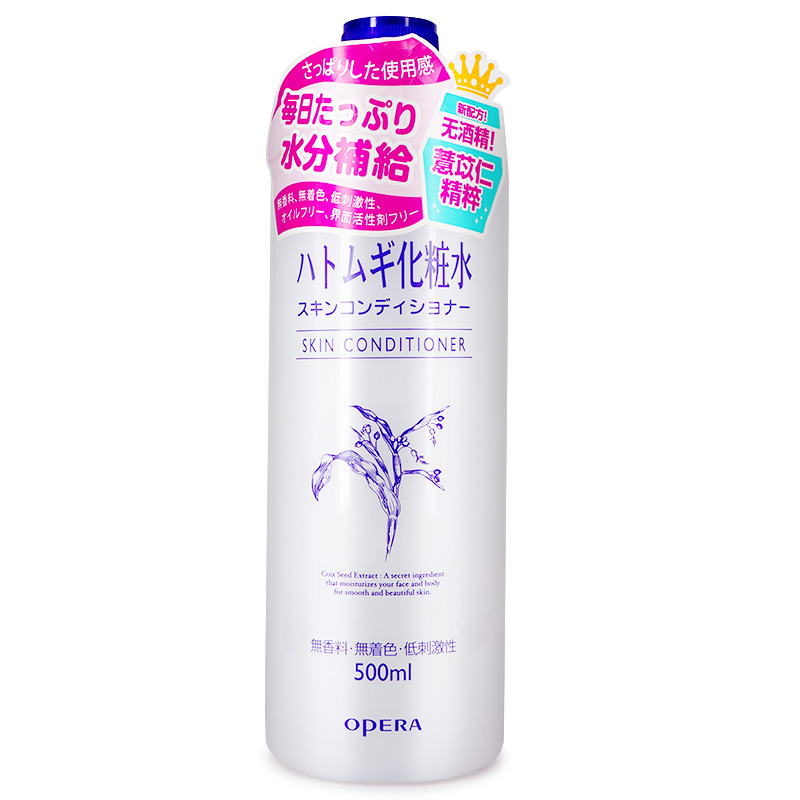 さっぱりした使用感
毎日たっぷり
水分補給
無香料、無着色、低刺激性、
オイルフリー、界面活性剤フリー
新配方!
无酒精!
薏苡仁
精粹
ハトムギ化粧水
スキンコンディショナー
SKIN CONDITIONER
Coix Seed Extract : A secret ingredient
that moisturizes your face and body
for smooth and beautiful skin.
無香料・無着色・低刺激性
500ml
OPERA